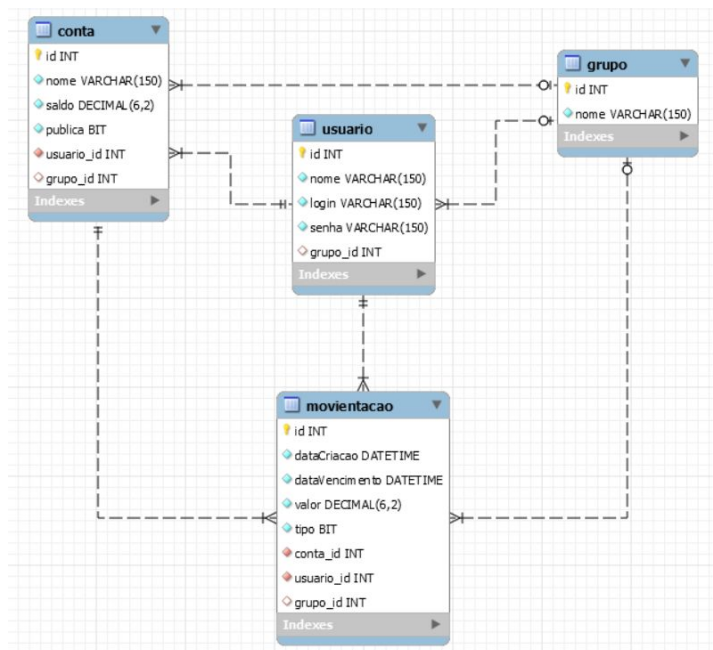 conta
id INT
nome VARCHAR(150)
saldo DECIMAL(6,2)
publica BIT
usuario_id INT
grupo_id INT
Indexes
grupo
id INT
nome VARCHAR(150)
Indexes
usuario
id INT
nome VARCHAR(150)
login VARCHAR(150)
senha VARCHAR(150)
grupo_id INT
Indexes
movientacao
id INT
dataCriacao DATETIME
dataVencimento DATETIME
valor DECIMAL(6,2)
tipo BIT
conta_id INT
usuario_id INT
grupo_id INT
Indexes